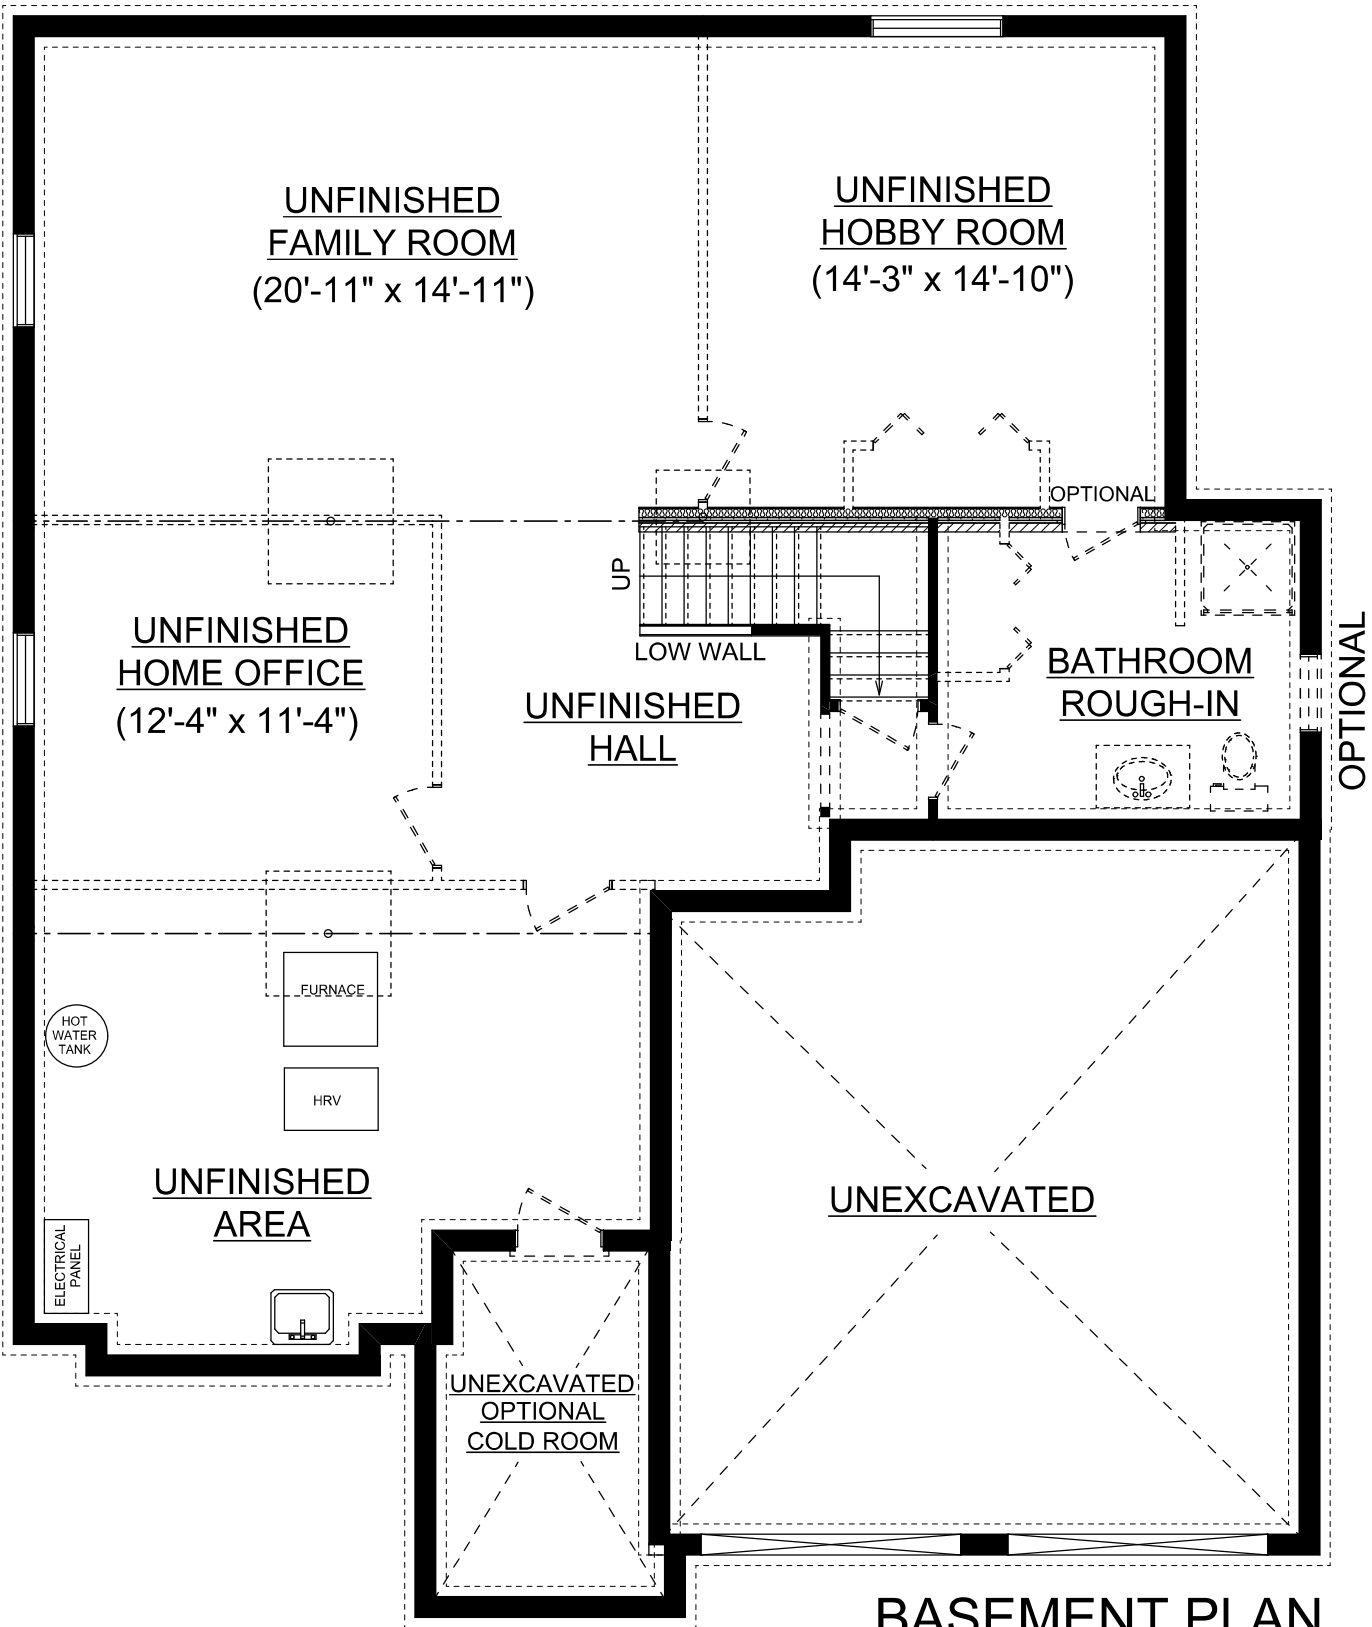 UNFINISHED
FAMILY ROOM
(20'-11" x 14'-11")
UNFINISHED
HOBBY ROOM
(14'-3" x 14'-10")
OPTIONAL
UP
LOW WALL
UNFINISHED
HOME OFFICE
(12'-4" x 11'-4")
UNFINISHED
HALL
BATHROOM
ROUGH-IN
OPTIONAL
FURNACE
HOT
WATER
TANK
HRV
UNFINISHED
AREA
ELECTRICAL
PANEL
UNEXCAVATED
UNEXCAVATED
OPTIONAL
COLD ROOM
BASEMENT PLAN